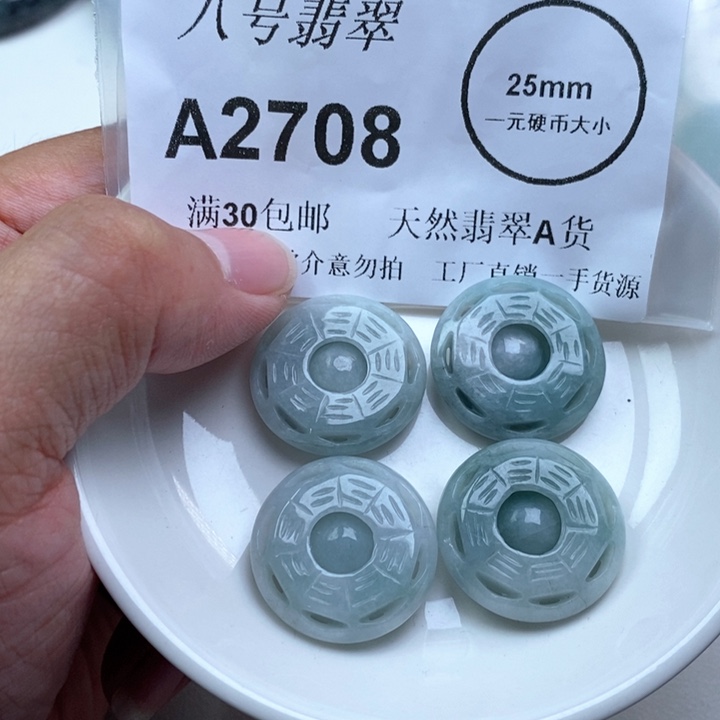 八号翡翠
25mm
一元硬币大小
A2708
满30包邮 天然翡翠A货
介意勿拍 工厂直销一手货源